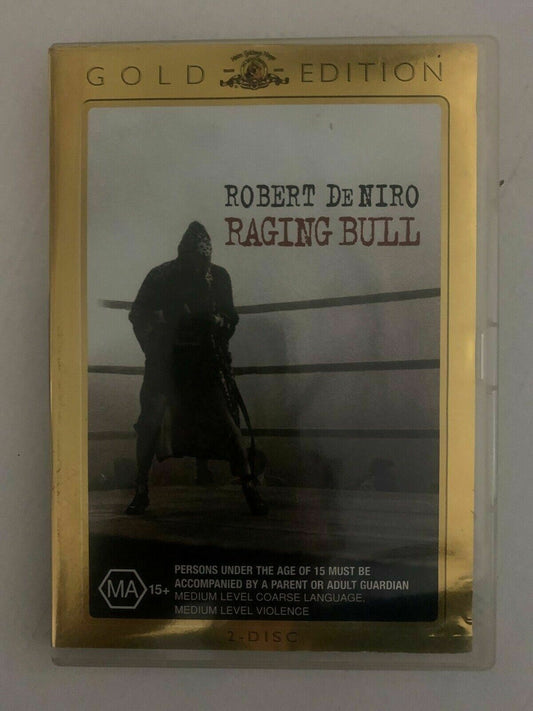 GOLD EDITION
ROBERT DE NIRO
RAGING BULL
PERSONS UNDER THE AGE OF 15 MUST BE
ACCOMPANIED BY A PARENT OR ADULT GUARDIAN
MA 15+
MEDIUM LEVEL COARSE LANGUAGE.
MEDIUM LEVEL VIOLENCE
2-DISC